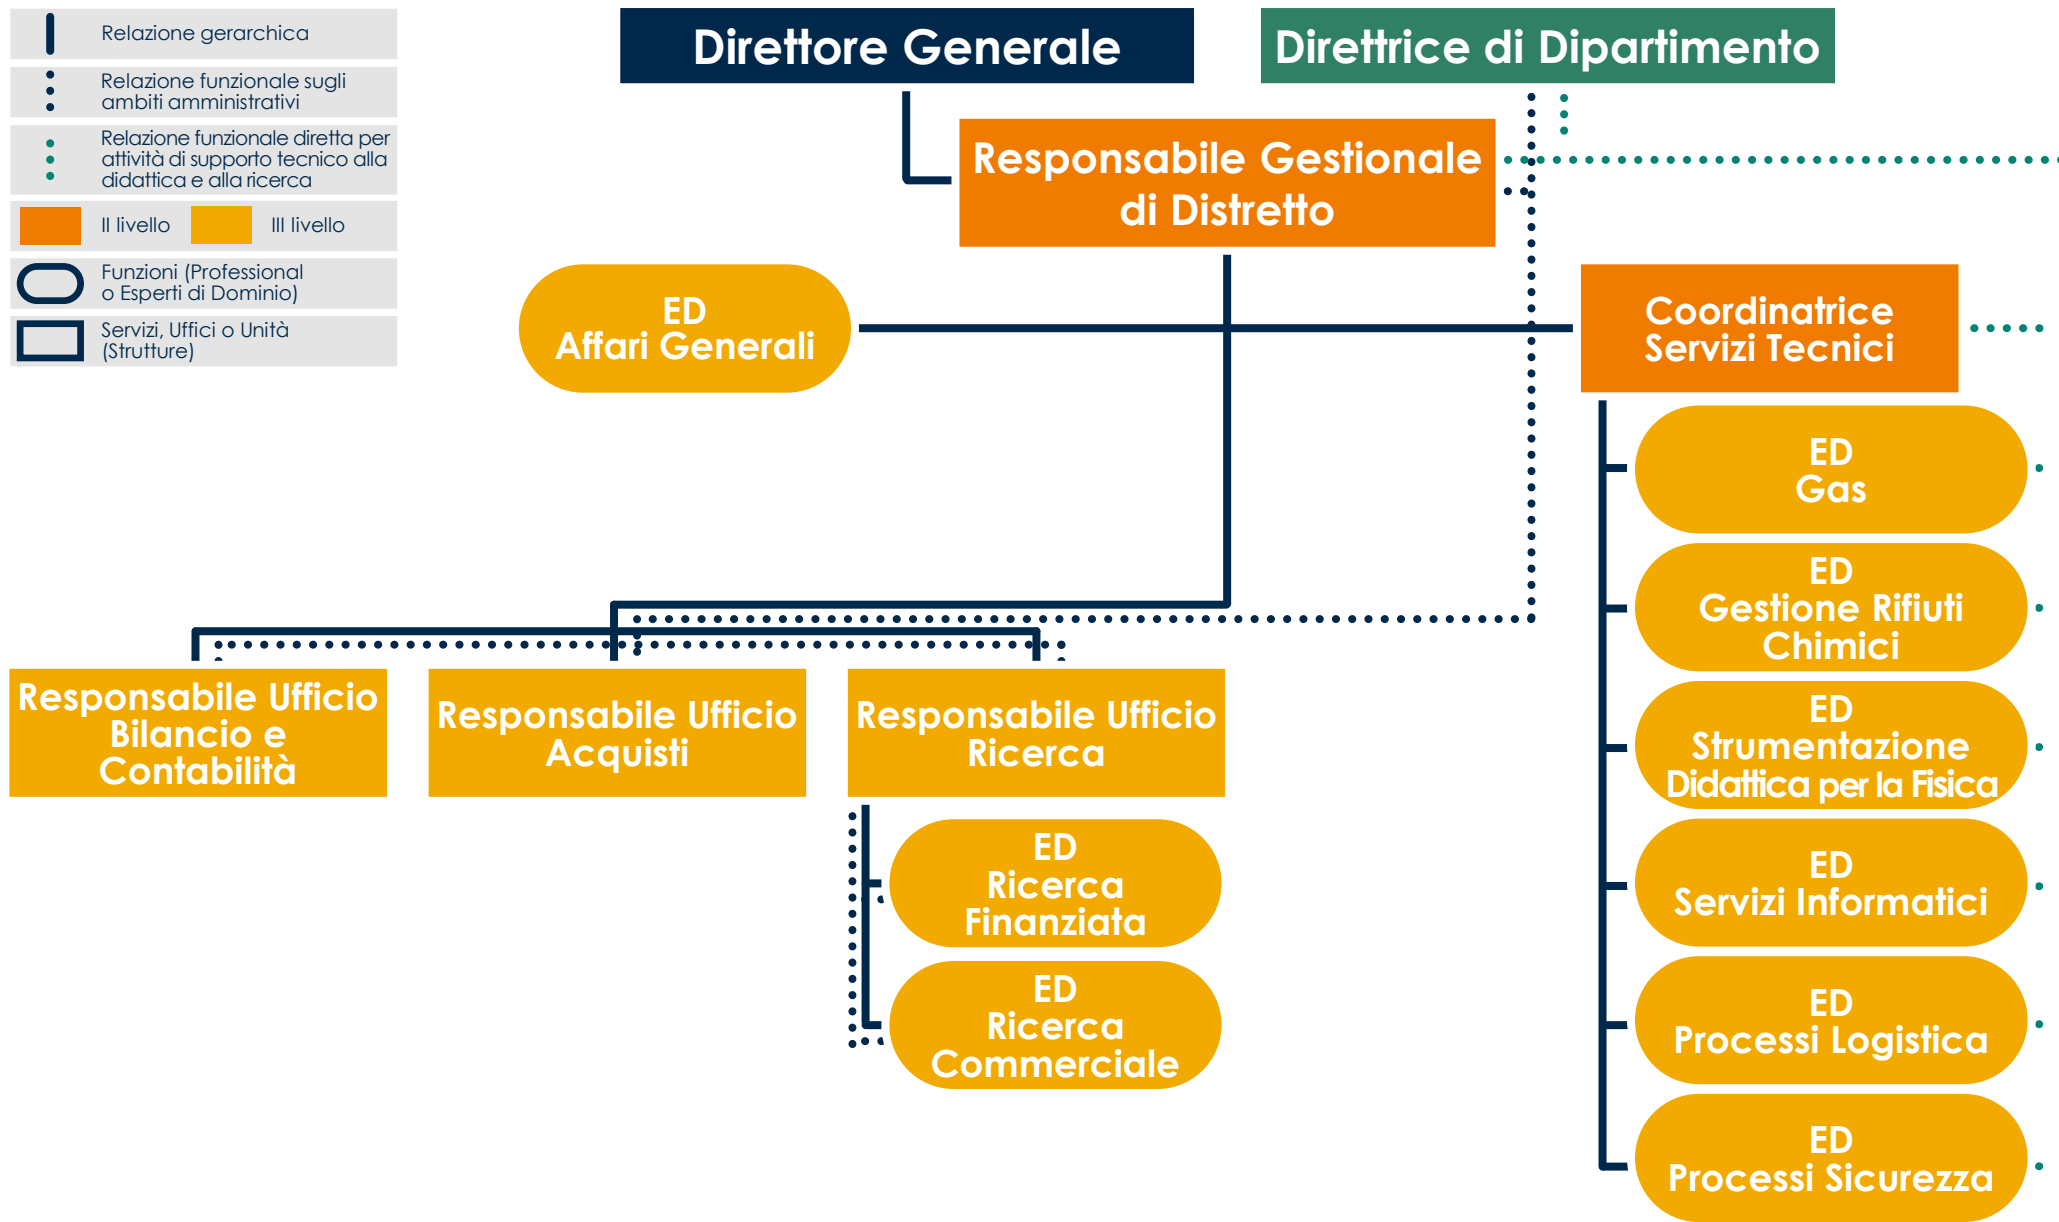 Relazione gerarchica
Relazione funzionale sugli
ambiti amministrativi
Relazione funzionale diretta per
attività di supporto tecnico alla
didattica e alla ricerca
II livello
III livello
Funzioni (Professional
o Esperti di Dominio)
Servizi, Uffici o Unità
(Strutture)
Direttore Generale
Direttrice di Dipartimento
Responsabile Gestionale
di Distretto
ED
Affari Generali
Coordinatrice
Servizi Tecnici
ED
Gas
ED
Gestione Rifiuti
Chimici
ED
Strumentazione
Didattica per la Fisica
ED
Servizi Informatici
ED
Processi Logistica
ED
Processi Sicurezza
Responsabile Ufficio
Bilancio e
Contabilità
Responsabile Ufficio
Acquisti
Responsabile Ufficio
Ricerca
ED
Ricerca
Finanziata
ED
Ricerca
Commerciale